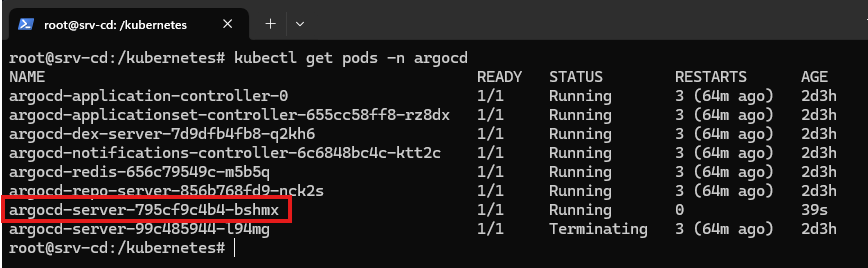 root@srv-cd: /kubernetes
root@srv-cd:/kubernetes# kubectl get pods -n argocd
NAME READY STATUS RESTARTS AGE
argocd-application-controller-0 1/1 Running 3 (64m ago) 2d3h
argocd-applicationset-controller-655cc58ff8-rz8dx 1/1 Running 3 (64m ago) 2d3h
argocd-dex-server-7d9dfb4fb8-q2kh6 1/1 Running 3 (64m ago) 2d3h
argocd-notifications-controller-6c6848bc4c-ktt2c 1/1 Running 3 (64m ago) 2d3h
argocd-redis-656c79549c-m5b5q 1/1 Running 3 (64m ago) 2d3h
argocd-repo-server-856b768fd9-nck2s 1/1 Running 3 (64m ago) 2d3h
argocd-server-795cf9c4b4-bshmx 1/1 Running 0 39s
argocd-server-99c485944-l94mg 1/1 Terminating 3 (64m ago) 2d3h
root@srv-cd:/kubernetes#